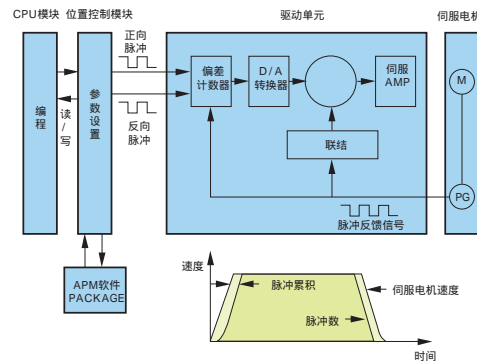 CPU模块
位置控制模块
驱动单元
伺服电机
编程
读/写
参数设置
正向
脉冲
反向
脉冲
偏差
计数器
D/A
转换器
伺服
AMP
联结
M
PG
脉冲反馈信号
APM软件
PACKAGE
速度
脉冲累积
伺服电机速度
脉冲数
时间